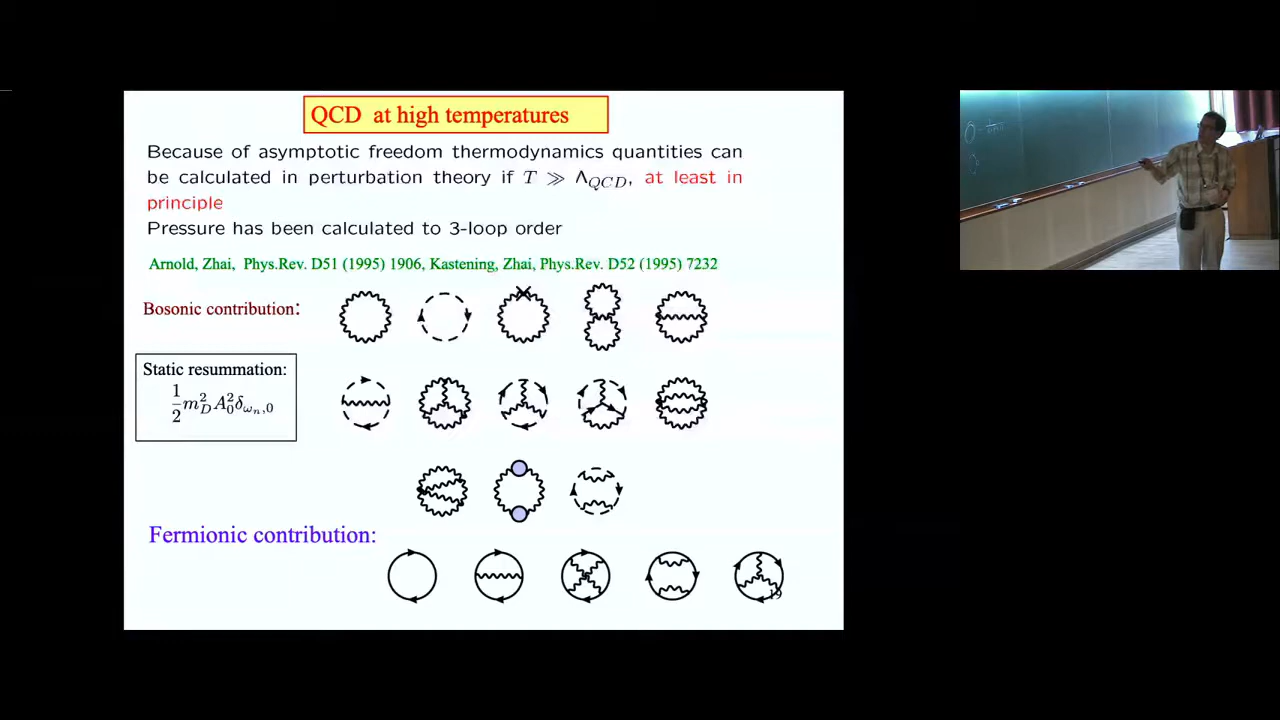 QCD at high temperatures
Because of asymptotic freedom thermodynamics quantities can
be calculated in perturbation theory if T ≫ Λ_QCD, at least in
principle
Pressure has been calculated to 3-loop order
Arnold, Zhai, Phys.Rev. D51 (1995) 1906, Kastening, Zhai, Phys.Rev. D52 (1995) 7232
Bosonic contribution:
Static resummation:
1/2 m_D^2 A_0^2 δ_{ω_n,0}
Fermionic contribution:
19